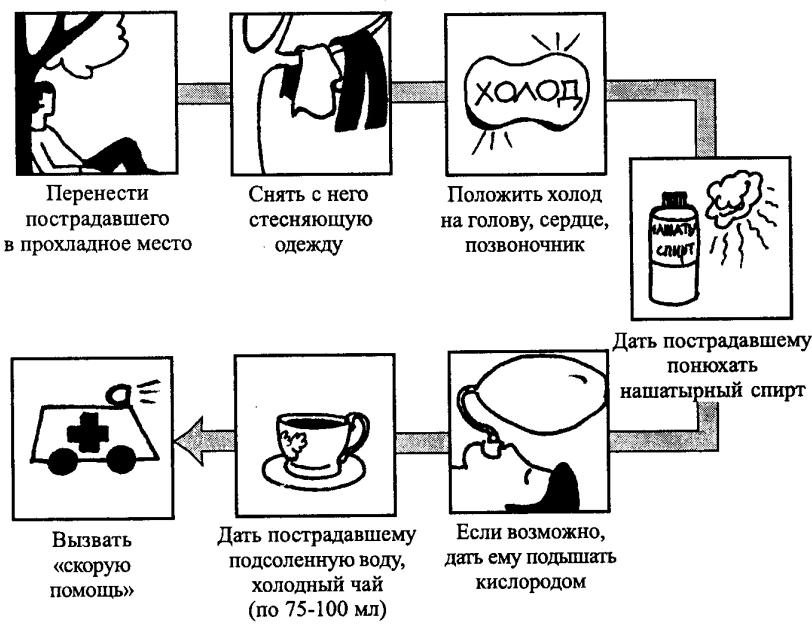 Перенести
пострадавшего
в прохладное место
Снять с него
стесняющую
одежду
ХОЛОД
Положить холод
на голову, сердце,
позвоночник
СПИРТ
Дать пострадавшему
понюхать
нашатырный спирт
Если возможно,
дать ему подышать
кислородом
Дать пострадавшему
подсоленную воду,
холодный чай
(по 75-100 мл)
Вызвать
«скорую
помощь»